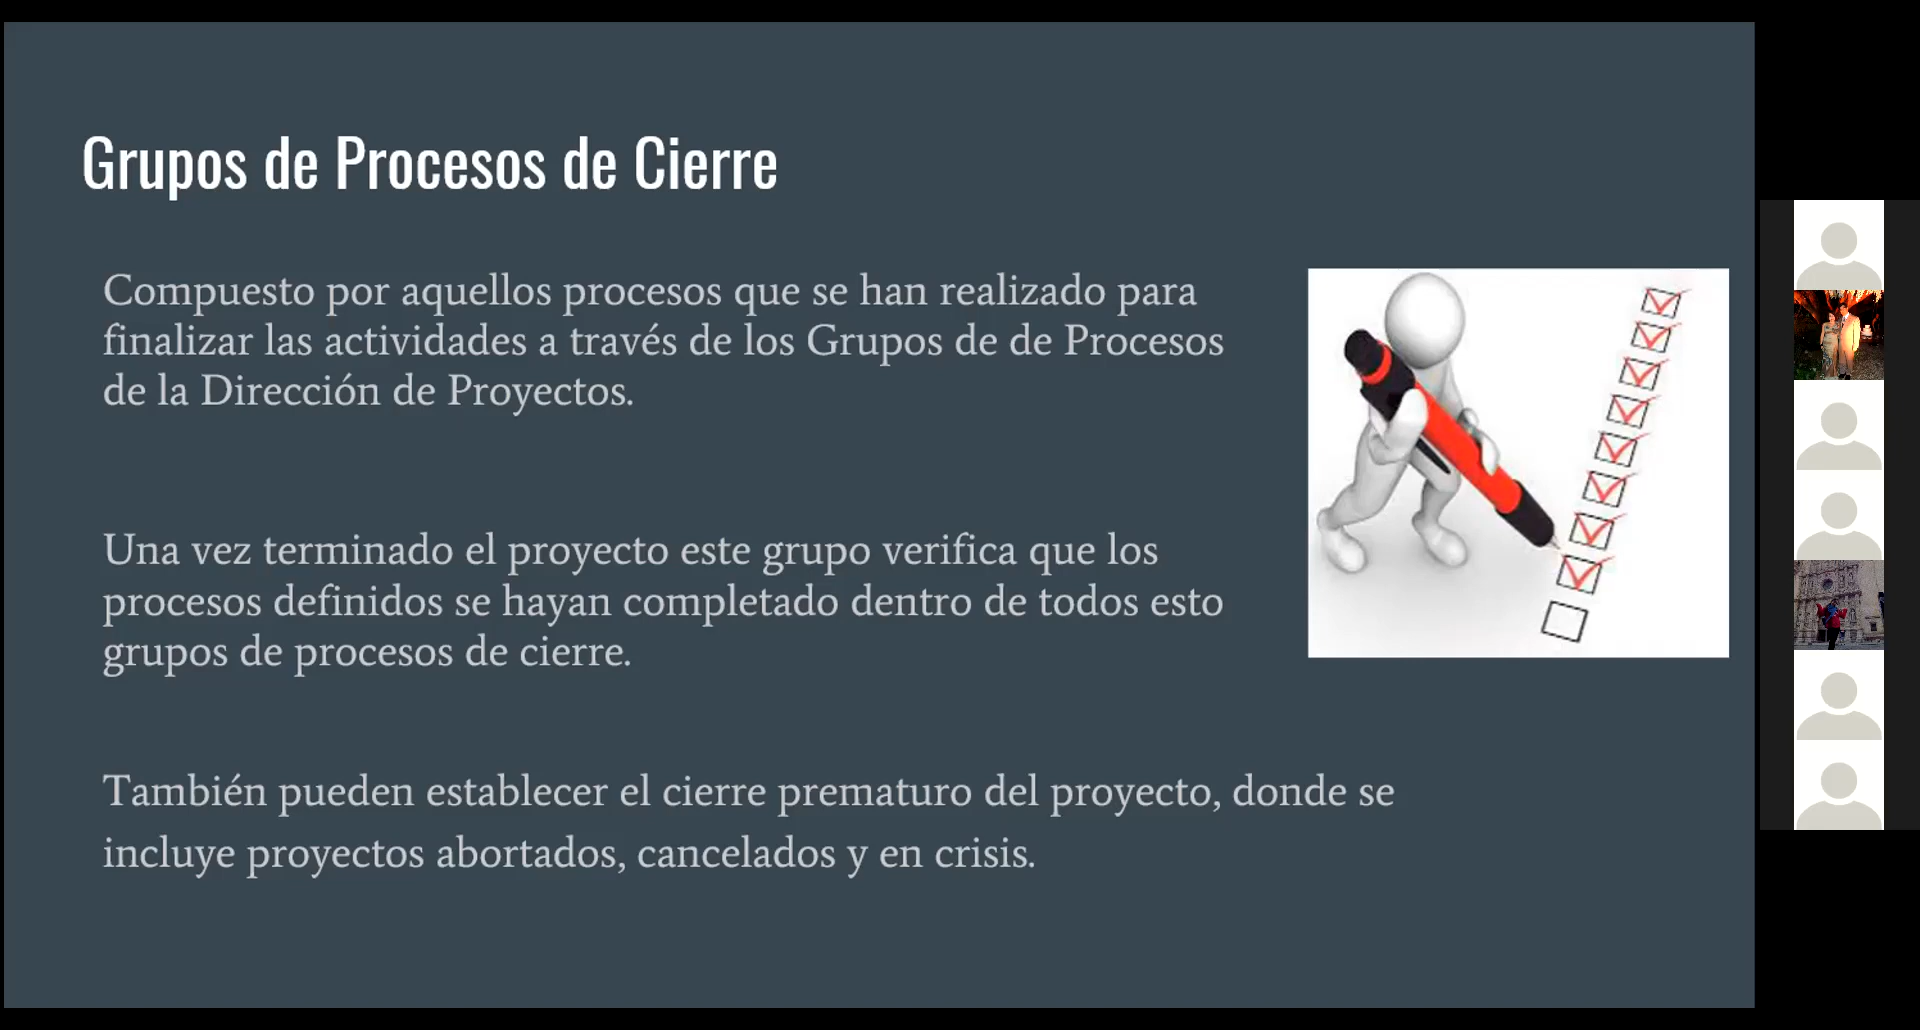 Grupos de Procesos de Cierre
Compuesto por aquellos procesos que se han realizado para
finalizar las actividades a través de los Grupos de de Procesos
de la Dirección de Proyectos.
Una vez terminado el proyecto este grupo verifica que los
procesos definidos se hayan completado dentro de todos esto
grupos de procesos de cierre.
También pueden establecer el cierre prematuro del proyecto, donde se
incluye proyectos abortados, cancelados y en crisis.